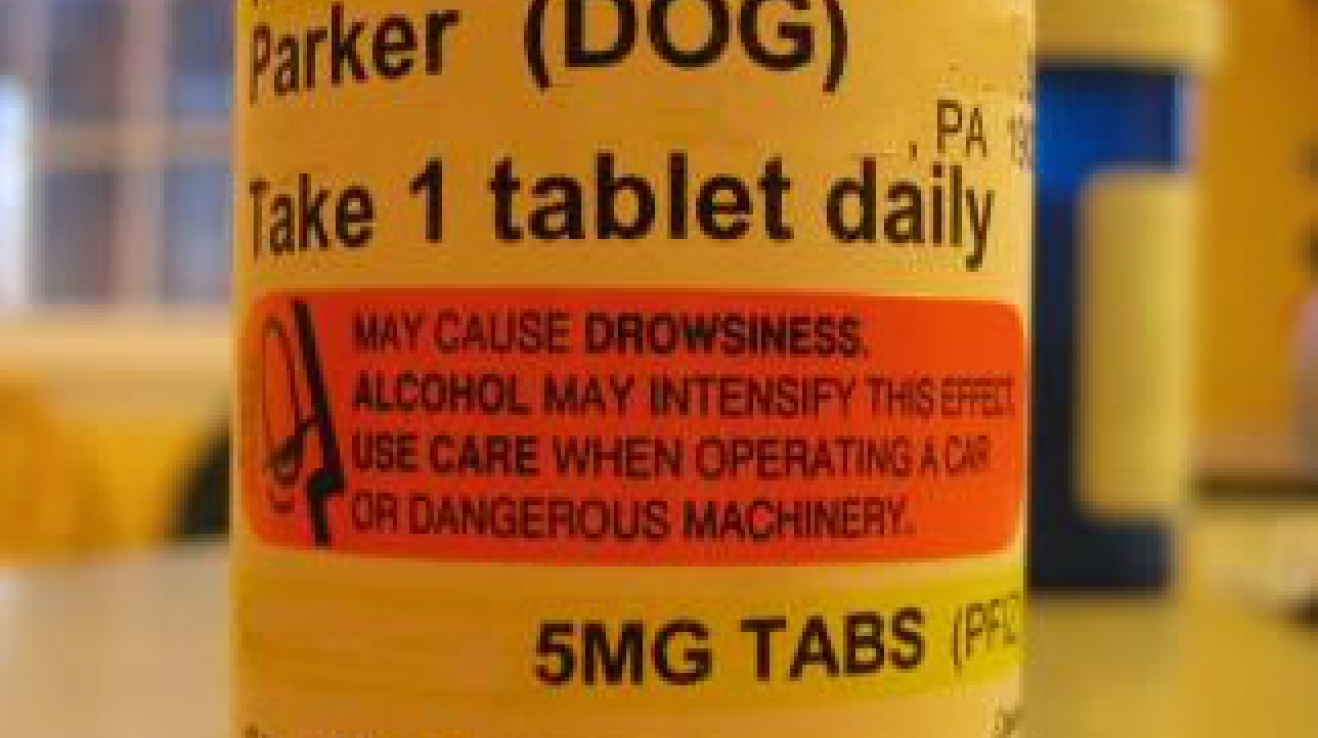 Parker (DOG)
, PA
Take 1 tablet daily
MAY CAUSE DROWSINESS.
ALCOHOL MAY INTENSIFY THIS EFFECT.
USE CARE WHEN OPERATING A CAR
OR DANGEROUS MACHINERY.
5MG TABS